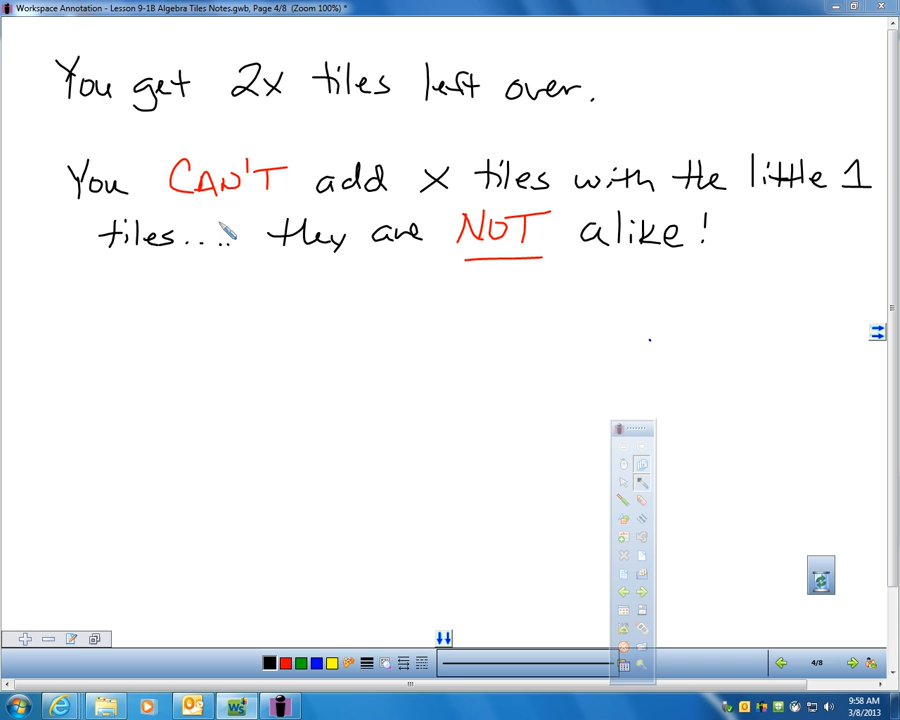 Workspace Annotation - Lesson 9-1B Algebra Tiles Notes.gwb, Page 4/8 (Zoom 100%) *
You get 2x tiles left over.
You CAN'T add x tiles with the little 1
tiles.... they are NOT alike!
4/8
9:58 AM
3/8/2013